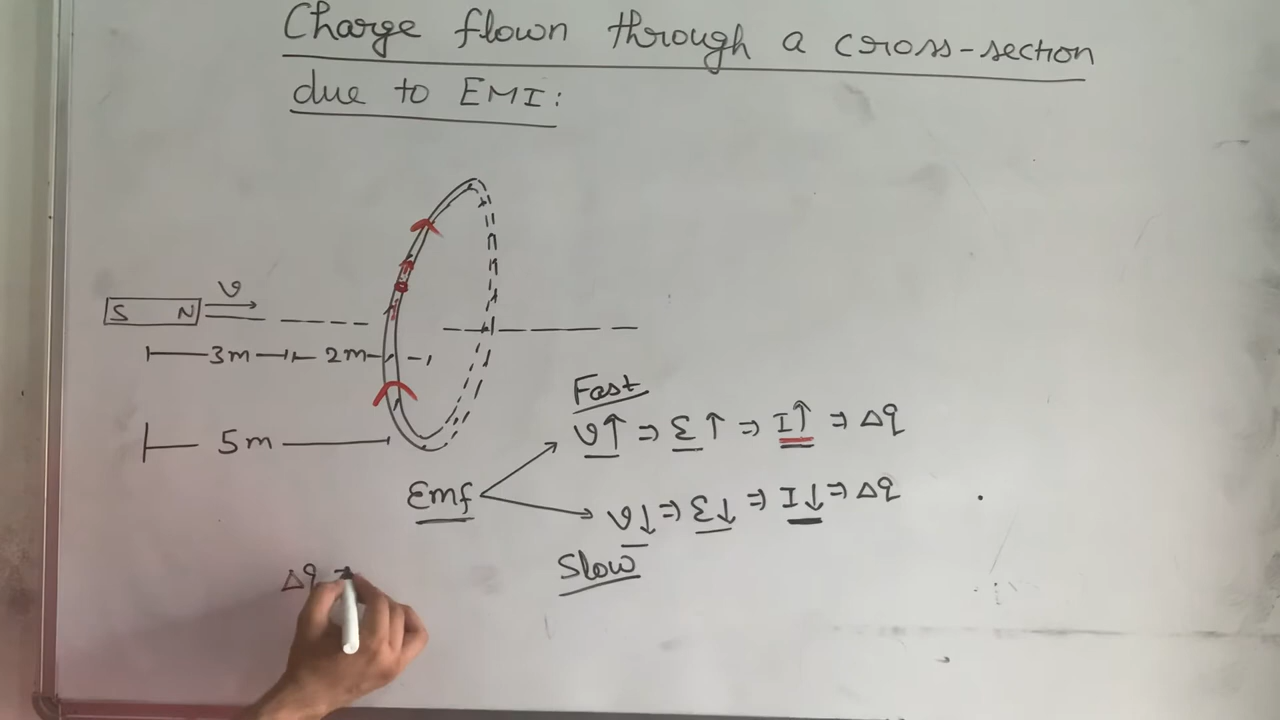 Charge flown through a cross-section
due to EMI:
v
S N
3m 2m
5m
Fast
v↑ ⇒ Ɛ↑ ⇒ I↑ ⇒ Δq
Emf
v↓ ⇒ Ɛ↓ ⇒ I↓ ⇒ Δq
Slow
Δq